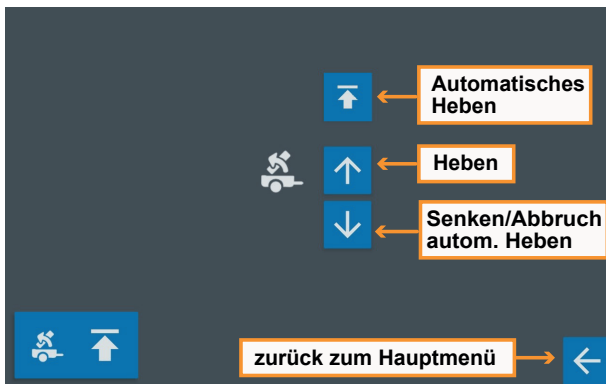 Automatisches
Heben
Heben
Senken/Abbruch
autom. Heben
zurück zum Hauptmenü